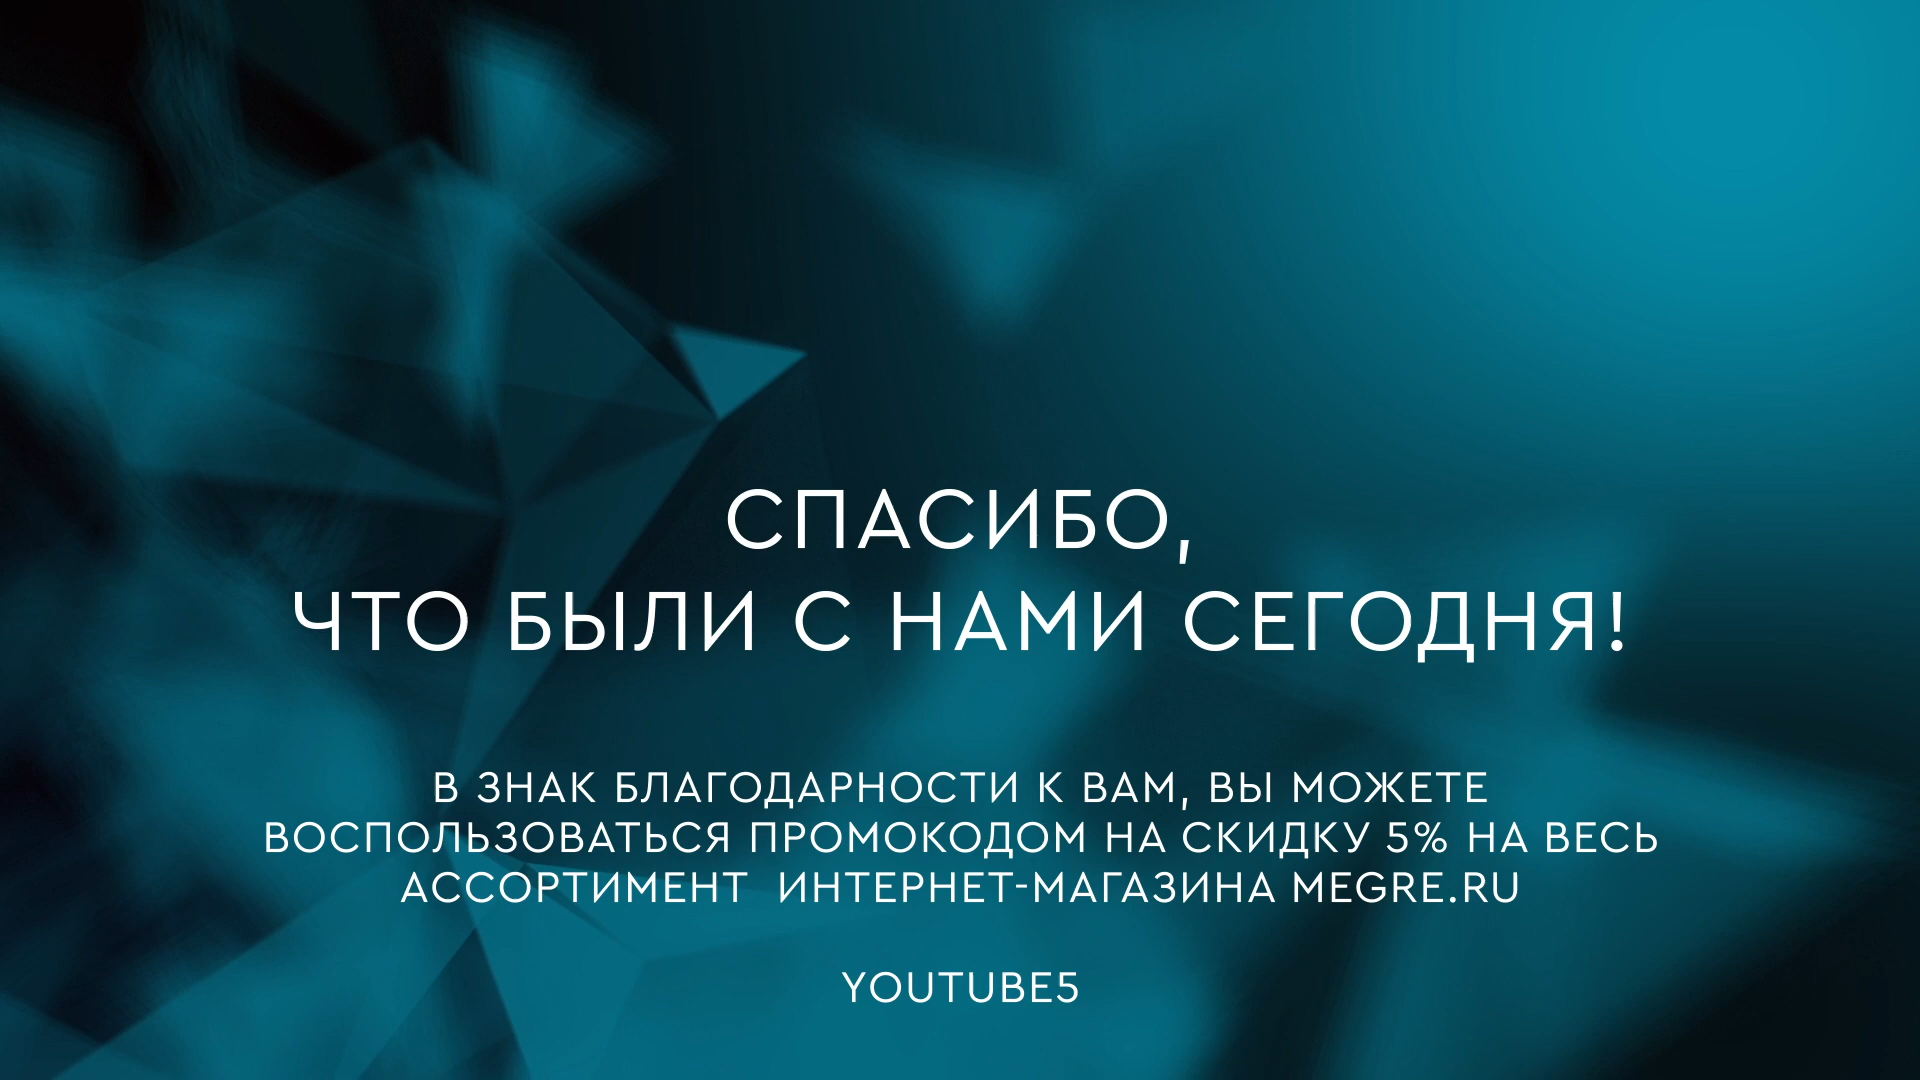 СПАСИБО,
ЧТО БЫЛИ С НАМИ СЕГОДНЯ!
В ЗНАК БЛАГОДАРНОСТИ К ВАМ, ВЫ МОЖЕТЕ
ВОСПОЛЬЗОВАТЬСЯ ПРОМОКОДОМ НА СКИДКУ 5% НА ВЕСЬ
АССОРТИМЕНТ  ИНТЕРНЕТ-МАГАЗИНА MEGRE.RU
YOUTUBE5